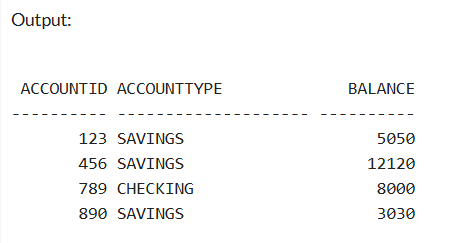 Output:
ACCOUNTID ACCOUNTTYPE BALANCE
---------- -------------------- ----------
123 SAVINGS 5050
456 SAVINGS 12120
789 CHECKING 8000
890 SAVINGS 3030